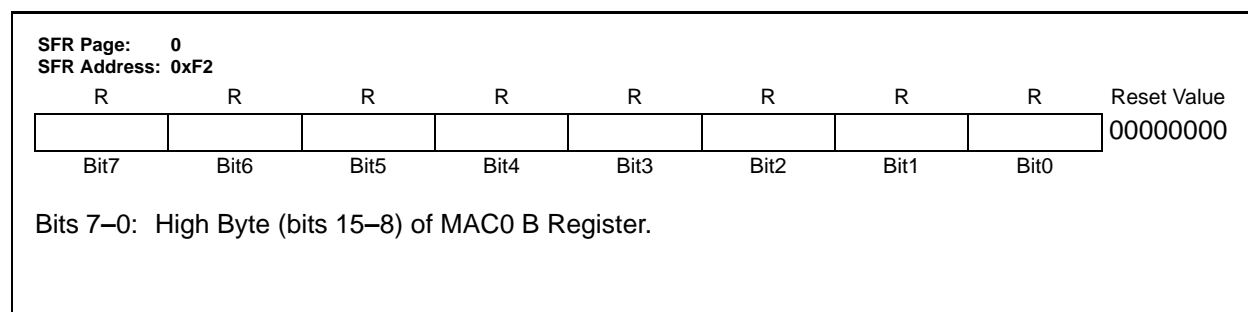 SFR Page: 0
SFR Address: 0xF2
R R R R R R R R Reset Value
00000000
Bit7 Bit6 Bit5 Bit4 Bit3 Bit2 Bit1 Bit0
Bits 7–0: High Byte (bits 15–8) of MAC0 B Register.